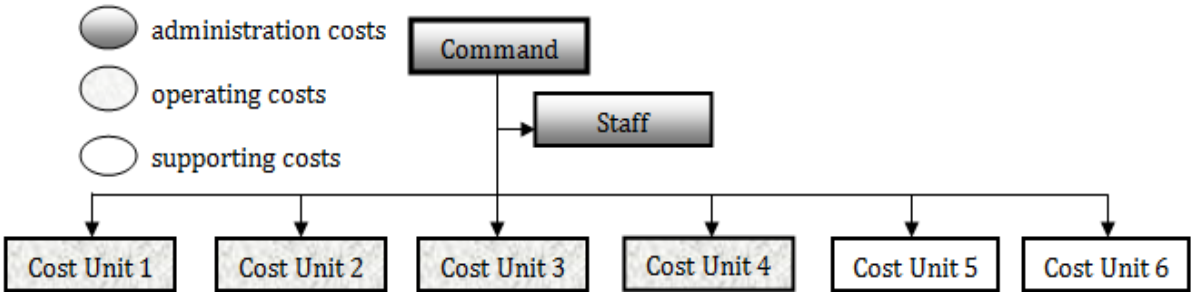 administration costs
Command
operating costs
Staff
supporting costs
Cost Unit 1
Cost Unit 2
Cost Unit 3
Cost Unit 4
Cost Unit 5
Cost Unit 6